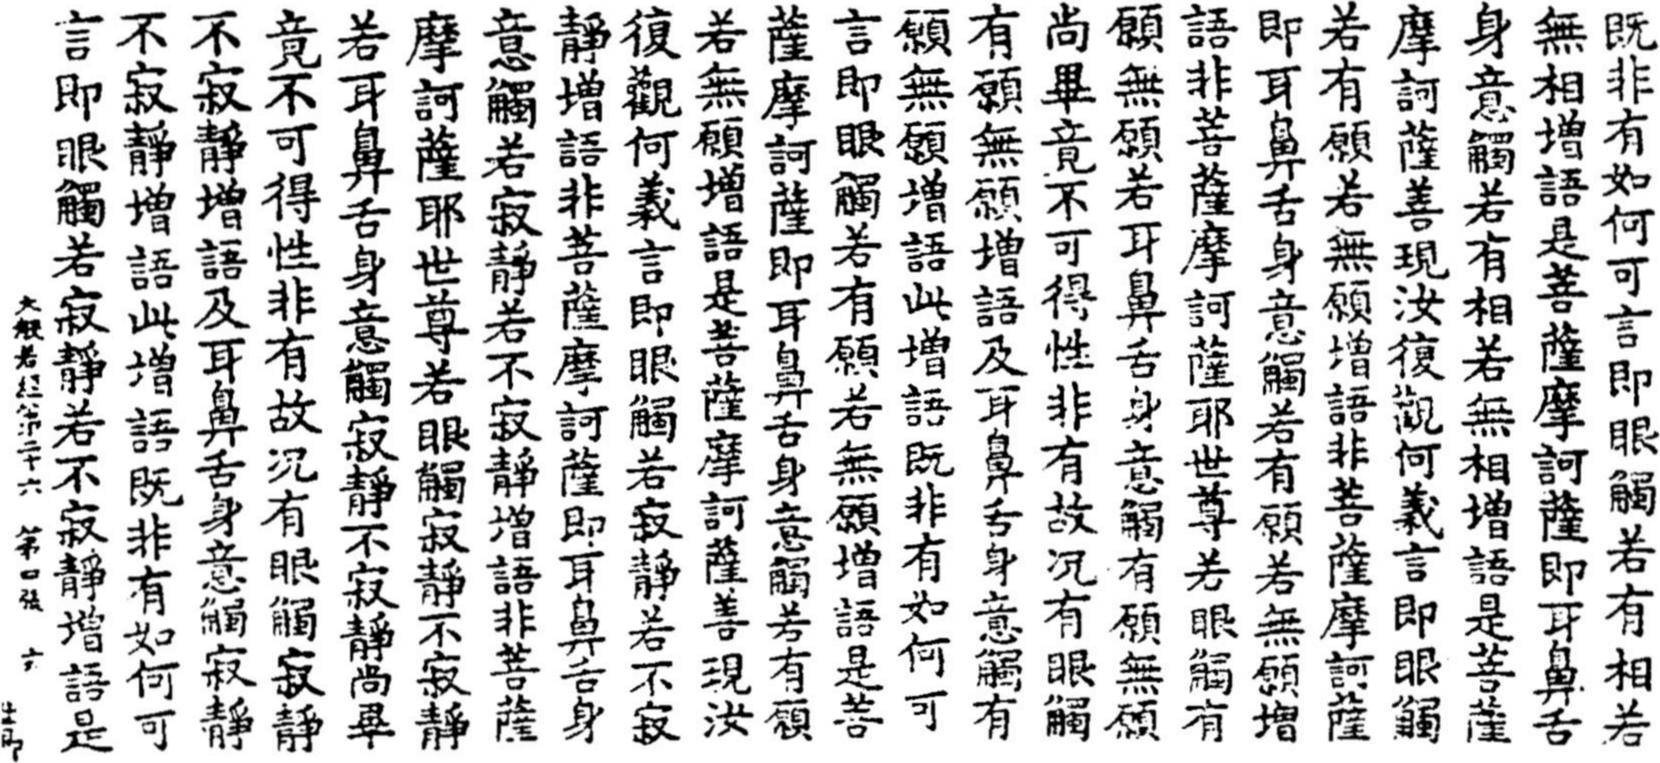 既非有如何可言即眼觸若有相若
無相增語是菩薩摩訶薩即耳鼻舌
身意觸若有相若無相增語是菩薩
摩訶薩善現汝復觀何義言即眼觸
若有願若無願增語非菩薩摩訶薩
即耳鼻舌身意觸若有願若無願增
語非菩薩摩訶薩耶世尊若眼觸有
願無願若耳鼻舌身意觸有願無願
尚畢竟不可得性非有故況有眼觸
有願無願增語及耳鼻舌身意觸有
願無願增語此增語既非有如何可
言即眼觸若有願若無願增語是菩
薩摩訶薩即耳鼻舌身意觸若有願
若無願增語是菩薩摩訶薩善現汝
復觀何義言即眼觸若寂靜若不寂
靜增語非菩薩摩訶薩即耳鼻舌身
意觸若寂靜若不寂靜增語非菩薩
摩訶薩耶世尊若眼觸寂靜不寂靜
若耳鼻舌身意觸寂靜不寂靜尚畢
竟不可得性非有故況有眼觸寂靜
不寂靜增語及耳鼻舌身意觸寂靜
不寂靜增語此增語既非有如何可
言即眼觸若寂靜若不寂靜增語是
大般若經第二十六 第四張